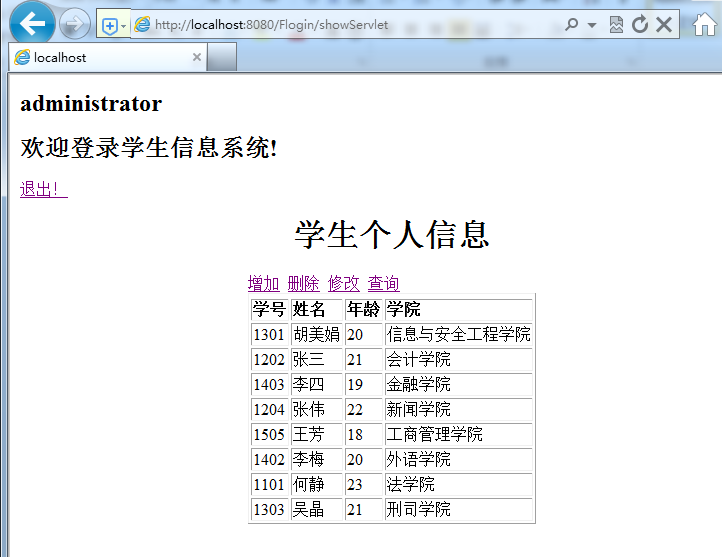 http://localhost:8080/Flogin/showServlet
localhost
administrator
欢迎登录学生信息系统!
退出！
学生个人信息
增加 删除 修改 查询
学号 姓名 年龄 学院
1301 胡美娟 20 信息与安全工程学院
1202 张三 21 会计学院
1403 李四 19 金融学院
1204 张伟 22 新闻学院
1505 王芳 18 工商管理学院
1402 李梅 20 外语学院
1101 何静 23 法学院
1303 吴晶 21 刑司学院